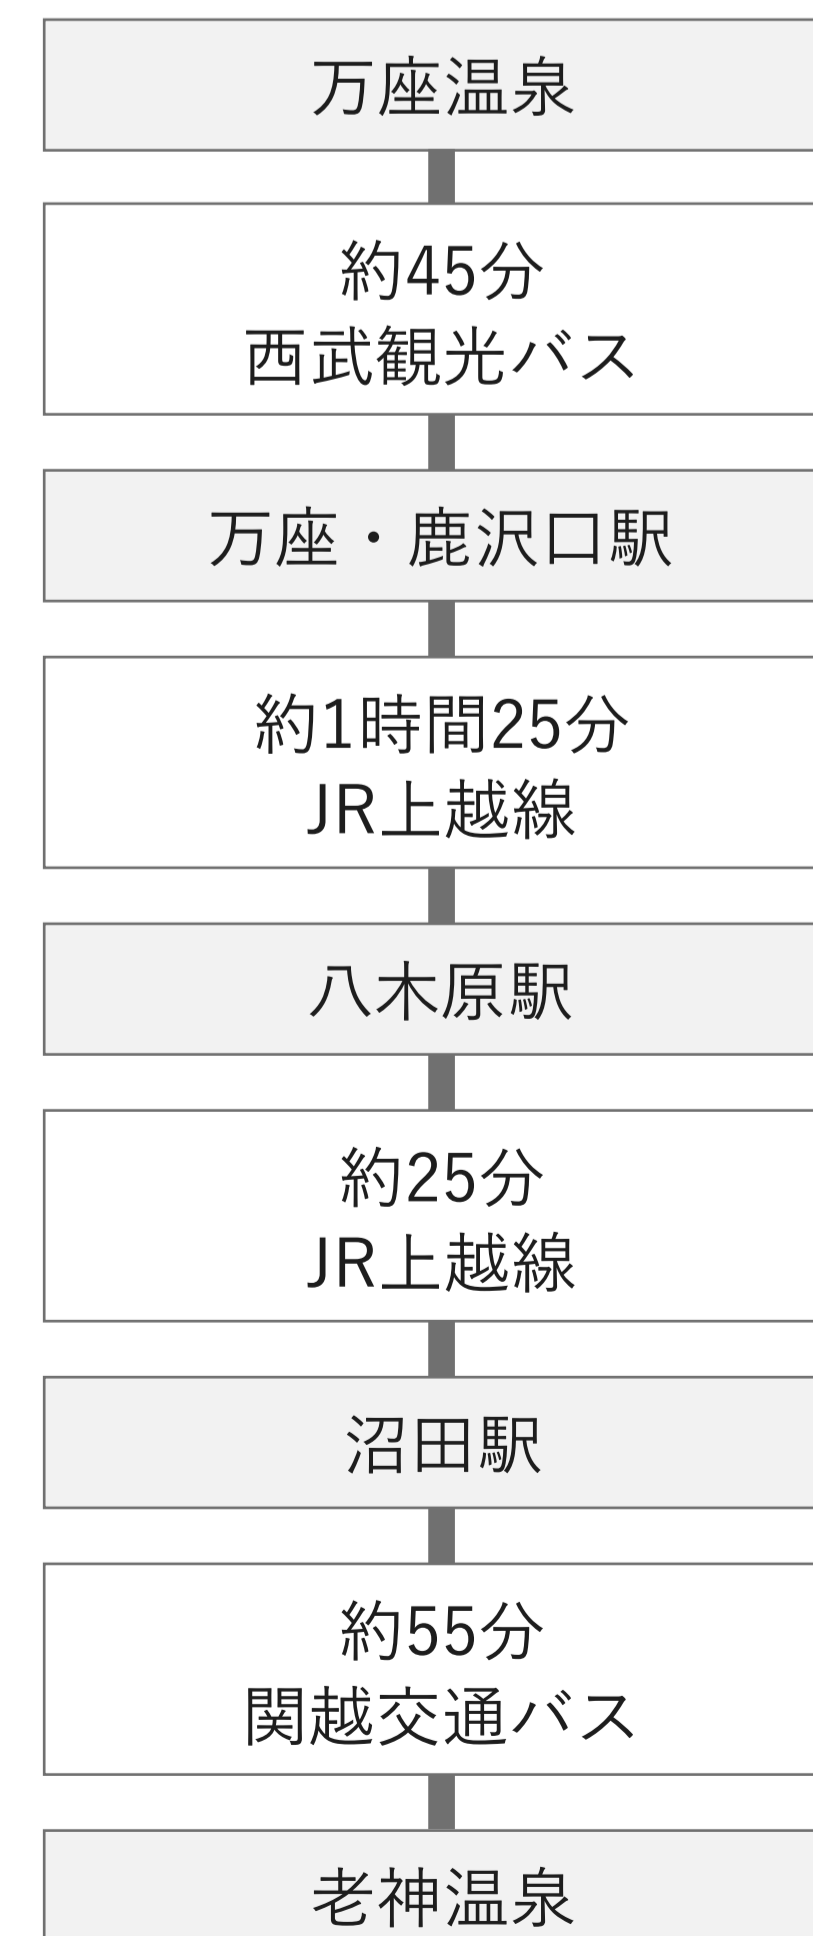 万座温泉
約45分
西武観光バス
万座・鹿沢口駅
約1時間25分
JR上越線
八木原駅
約25分
JR上越線
沼田駅
約55分
関越交通バス
老神温泉